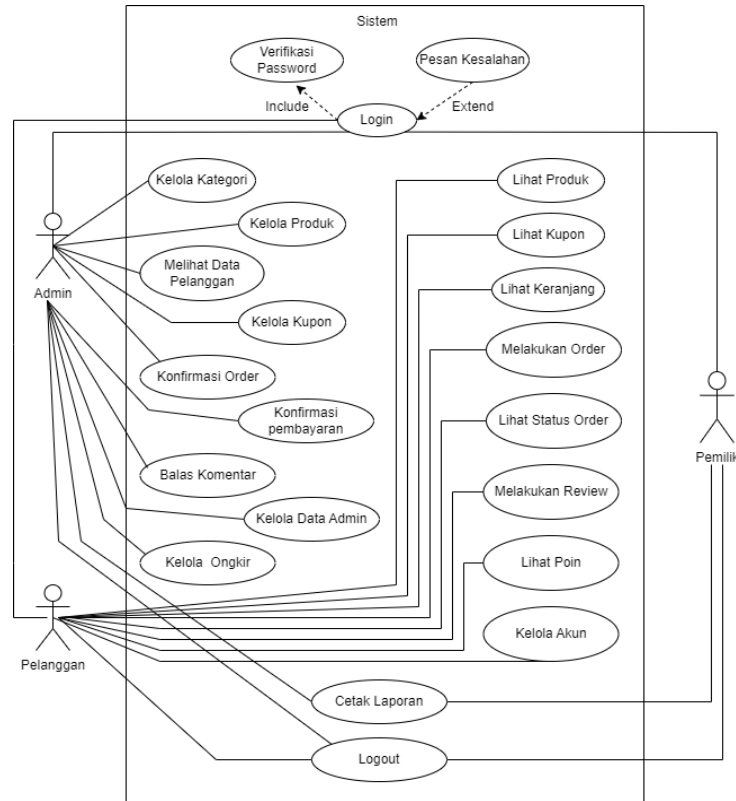 Sistem
Verifikasi
Password
Pesan Kesalahan
Include
Extend
Login
Kelola Kategori
Lihat Produk
Kelola Produk
Lihat Kupon
Melihat Data
Pelanggan
Admin
Lihat Keranjang
Kelola Kupon
Melakukan Order
Konfirmasi Order
Konfirmasi
pembayaran
Lihat Status Order
Pemilik
Balas Komentar
Melakukan Review
Kelola Data Admin
Kelola Ongkir
Lihat Poin
Kelola Akun
Pelanggan
Cetak Laporan
Logout